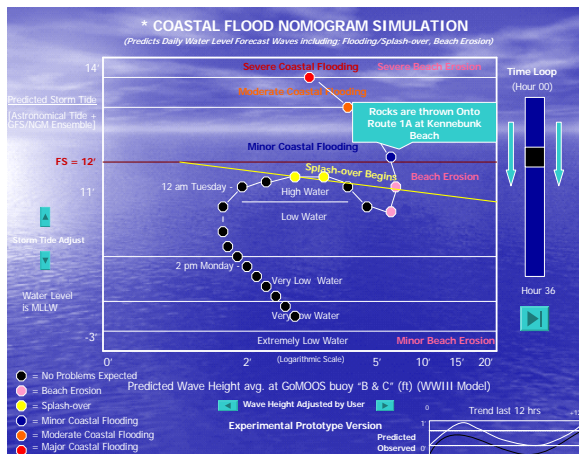 * COASTAL FLOOD NOMOGRAM SIMULATION
(Predicts Daily Water Level Forecast Waves including: Flooding/Splash-over, Beach Erosion)
14'
Severe Coastal Flooding
Severe Beach Erosion
Time Loop
(Hour 00)
Predicted Storm Tide
[Astronomical Tide +
GFS/NGM Ensemble]
Moderate Coastal Flooding
Rocks are thrown Onto
Route 1A at Kennebunk
Beach
Minor Coastal Flooding
FS = 12'
Splash-over Begins
Beach Erosion
11'
12 am Tuesday -
High Water
Low Water
Storm Tide Adjust
2 pm Monday -
Very Low Water
Water Level
is MLLW
Hour 36
Very Low Water
-3'
Extremely Low Water
Minor Beach Erosion
0'
2'
(Logarithmic Scale)
5'
10'
15'
20'
= No Problems Expected
Predicted Wave Height avg. at GoMOOS buoy "B & C" (ft) (WWIII Model)
= Beach Erosion
= Splash-over
Wave Height Adjusted by User
= Minor Coastal Flooding
= Moderate Coastal Flooding
= Major Coastal Flooding
Experimental Prototype Version
0
Trend last 12 hrs
+12
1'
Predicted
Observed
0'